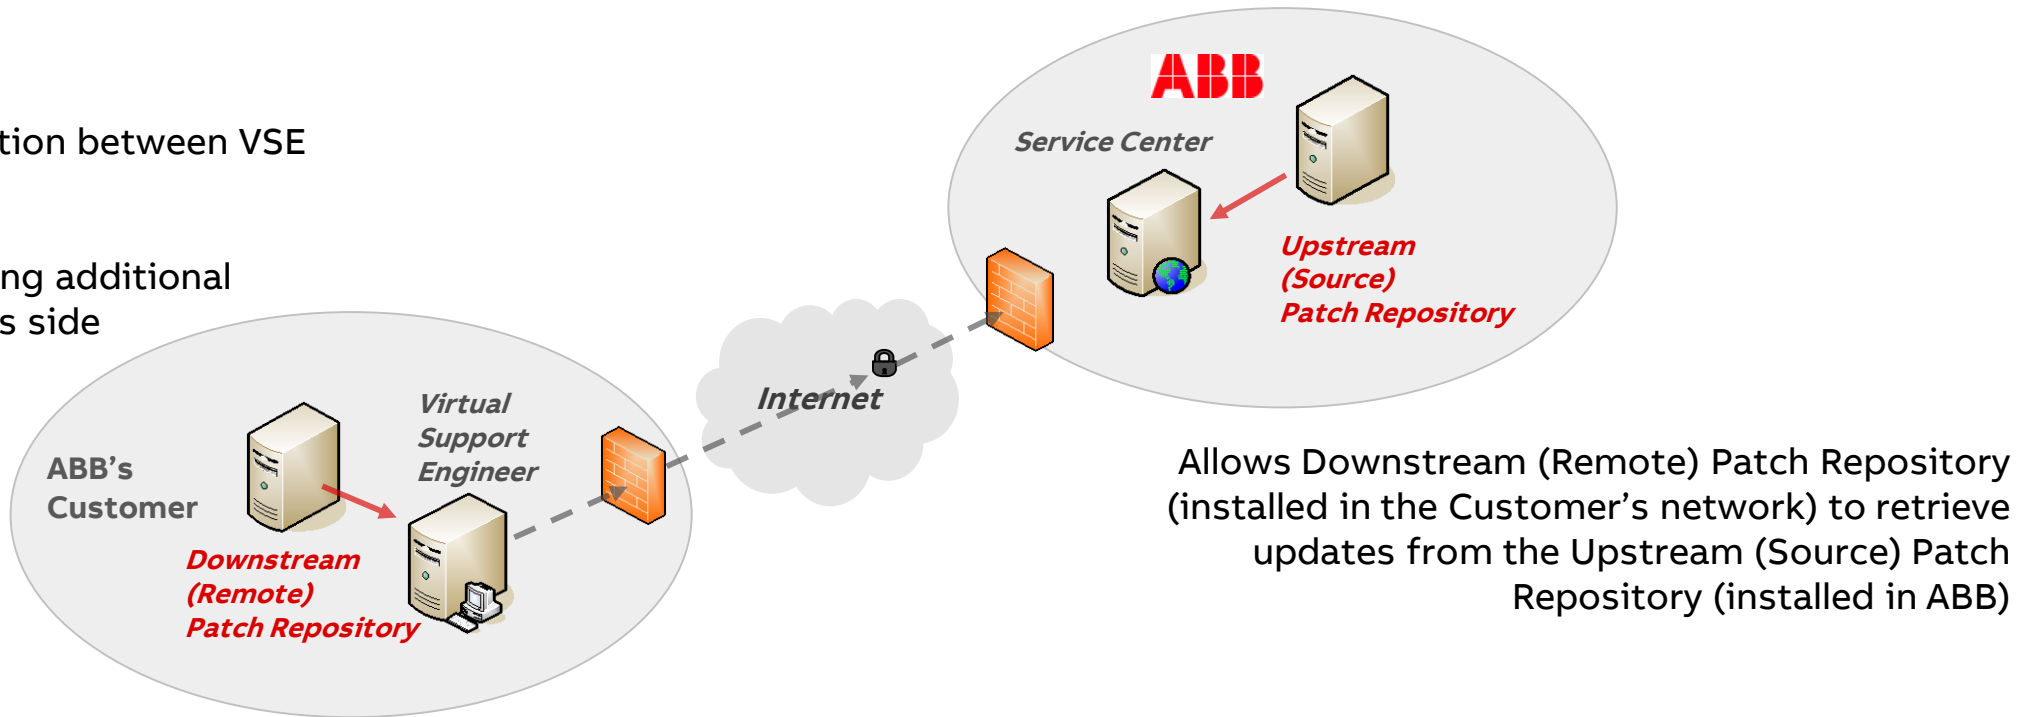 tion between VSE
ng additional
s side
ABB
Service Center
Upstream
(Source)
Patch Repository
Internet
Virtual
Support
Engineer
ABB’s
Customer
Downstream
(Remote)
Patch Repository
Allows Downstream (Remote) Patch Repository
(installed in the Customer’s network) to retrieve
updates from the Upstream (Source) Patch
Repository (installed in ABB)